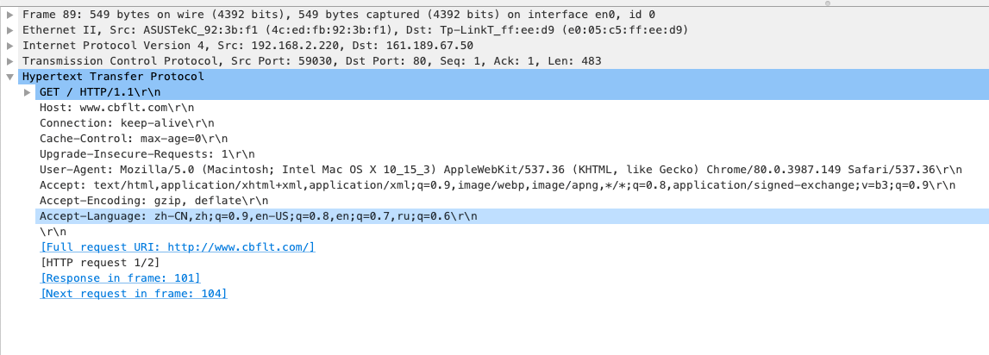 Frame 89: 549 bytes on wire (4392 bits), 549 bytes captured (4392 bits) on interface en0, id 0
Ethernet II, Src: ASUSTekC_92:3b:f1 (4c:ed:fb:92:3b:f1), Dst: Tp-LinkT_ff:ee:d9 (e0:05:c5:ff:ee:d9)
Internet Protocol Version 4, Src: 192.168.2.220, Dst: 161.189.67.50
Transmission Control Protocol, Src Port: 59030, Dst Port: 80, Seq: 1, Ack: 1, Len: 483
Hypertext Transfer Protocol
GET / HTTP/1.1\r\n
Host: www.cbflt.com\r\n
Connection: keep-alive\r\n
Cache-Control: max-age=0\r\n
Upgrade-Insecure-Requests: 1\r\n
User-Agent: Mozilla/5.0 (Macintosh; Intel Mac OS X 10_15_3) AppleWebKit/537.36 (KHTML, like Gecko) Chrome/80.0.3987.149 Safari/537.36\r\n
Accept: text/html,application/xhtml+xml,application/xml;q=0.9,image/webp,image/apng,*/*;q=0.8,application/signed-exchange;v=b3;q=0.9\r\n
Accept-Encoding: gzip, deflate\r\n
Accept-Language: zh-CN,zh;q=0.9,en-US;q=0.8,en;q=0.7,ru;q=0.6\r\n
\r\n
[Full request URI: http://www.cbflt.com/]
[HTTP request 1/2]
[Response in frame: 101]
[Next request in frame: 104]